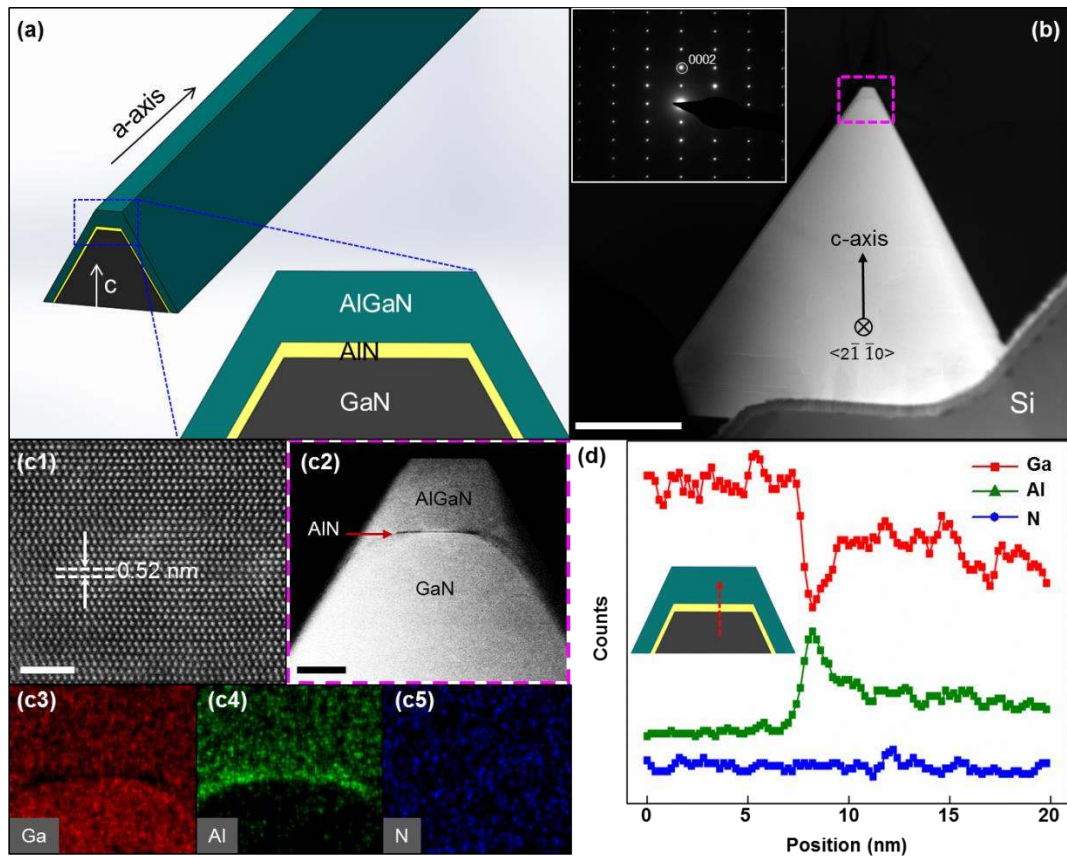 (a)
a-axis
c
AlGaN
AlN
GaN
(b)
0002
c-axis
<21̄ 1̄0>
Si
(c1)
0.52 nm
(c2)
AlGaN
AlN
GaN
(c3)
Ga
(c4)
Al
(c5)
N
(d)
Ga
Al
N
Counts
0 5 10 15 20
Position (nm)